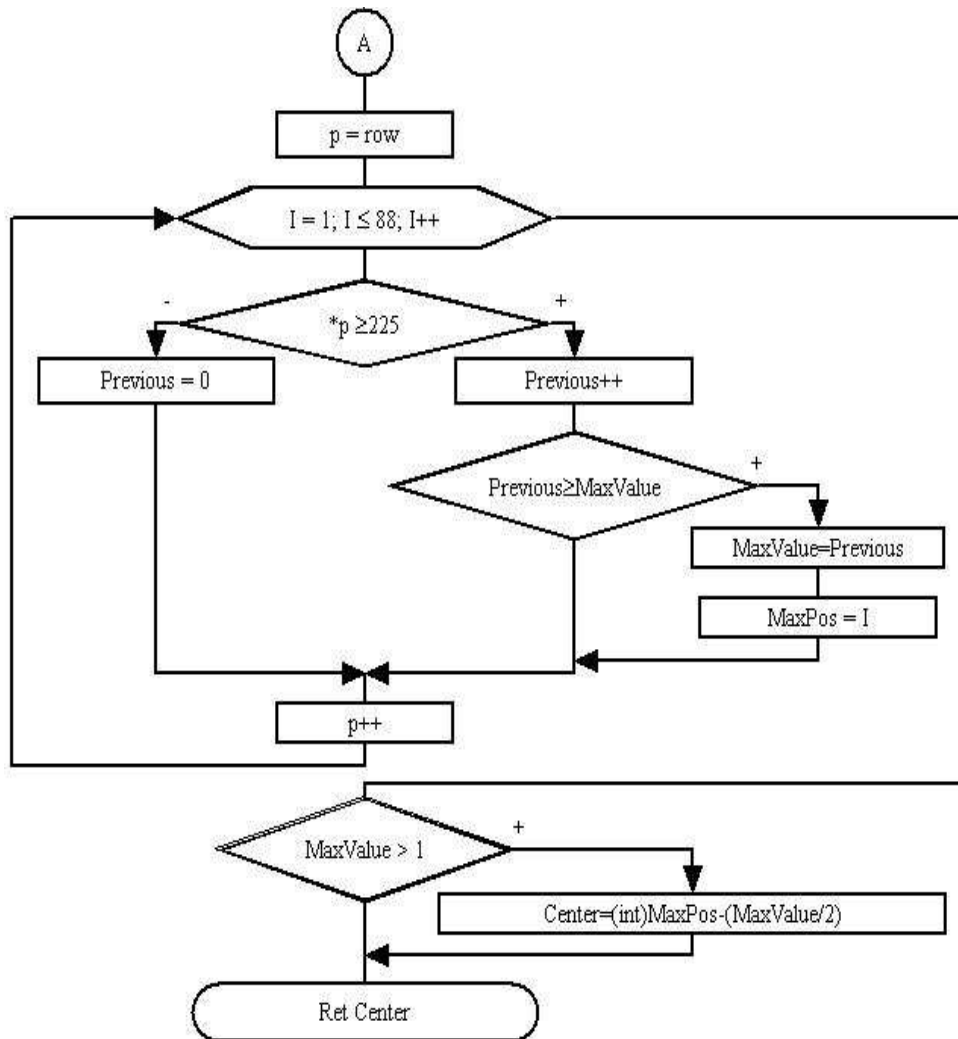 A
p = row
I = 1; I ≤ 88; I++
-
+
*p ≥225
Previous = 0
Previous++
+
Previous≥MaxValue
MaxValue=Previous
MaxPos = I
p++
+
MaxValue > 1
Center=(int)MaxPos-(MaxValue/2)
Ret Center